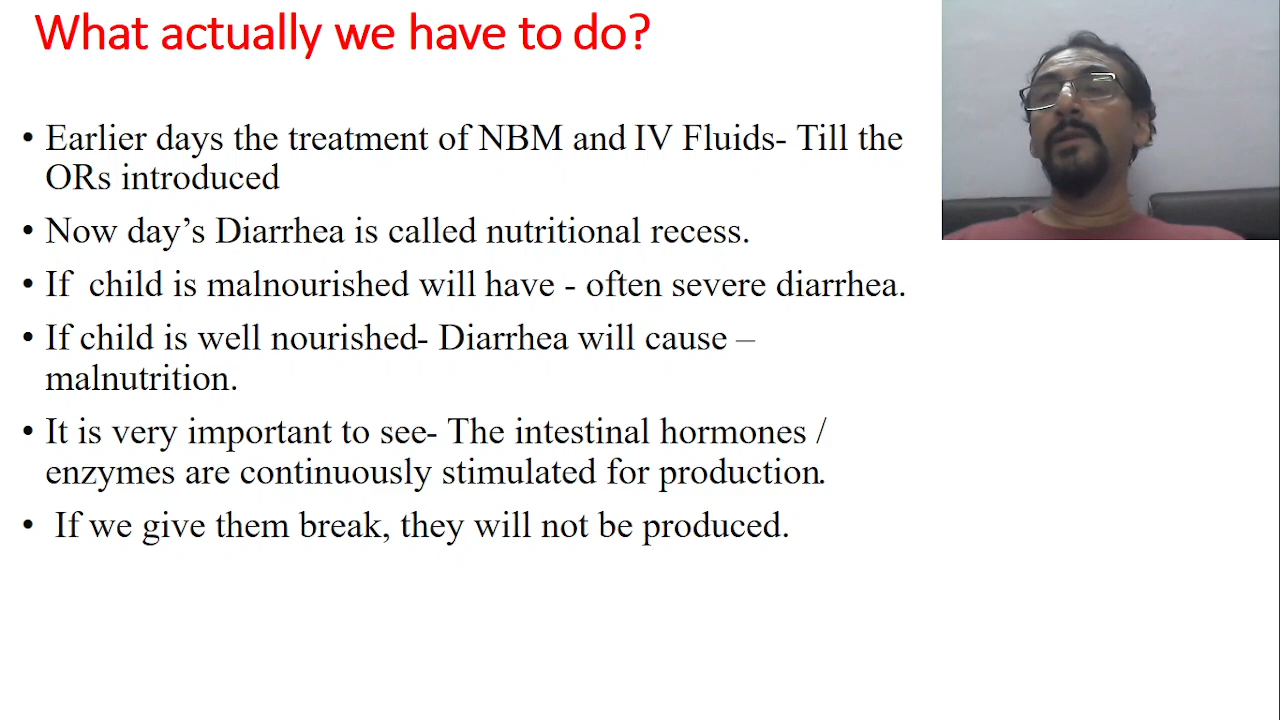 What actually we have to do?
• Earlier days the treatment of NBM and IV Fluids- Till the
ORs introduced
• Now day’s Diarrhea is called nutritional recess.
• If  child is malnourished will have - often severe diarrhea.
• If child is well nourished- Diarrhea will cause –
malnutrition.
• It is very important to see- The intestinal hormones /
enzymes are continuously stimulated for production.
•  If we give them break, they will not be produced.